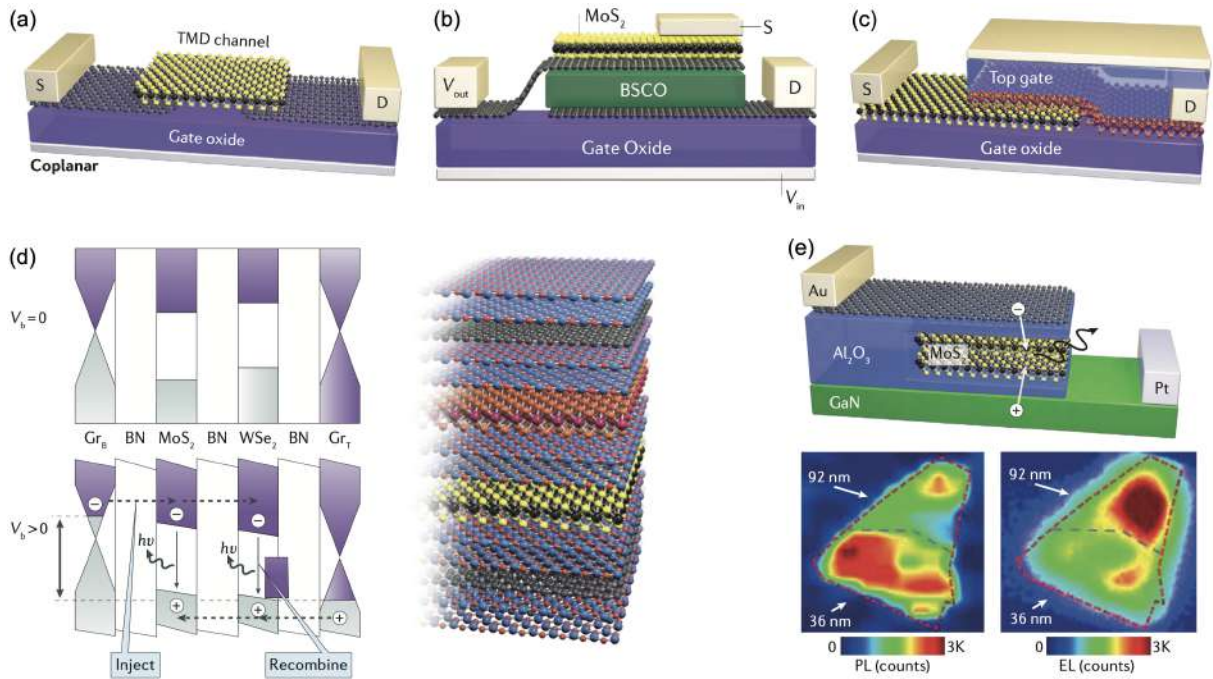 (a)
TMD channel
S
D
Gate oxide
Coplanar
(b)
MoS2
S
Vout
BSCO
D
Gate Oxide
Vin
(c)
S
Top gate
D
Gate oxide
(d)
Vb = 0
GrB BN MoS2 BN WSe2 BN GrT
Vb > 0
−
−
−
hν
hν
+
+
+
Inject
Recombine
(e)
Au
−
Al2O3
MoS
+
GaN
Pt
92 nm
36 nm
0 3K
PL (counts)
92 nm
36 nm
0 3K
EL (counts)